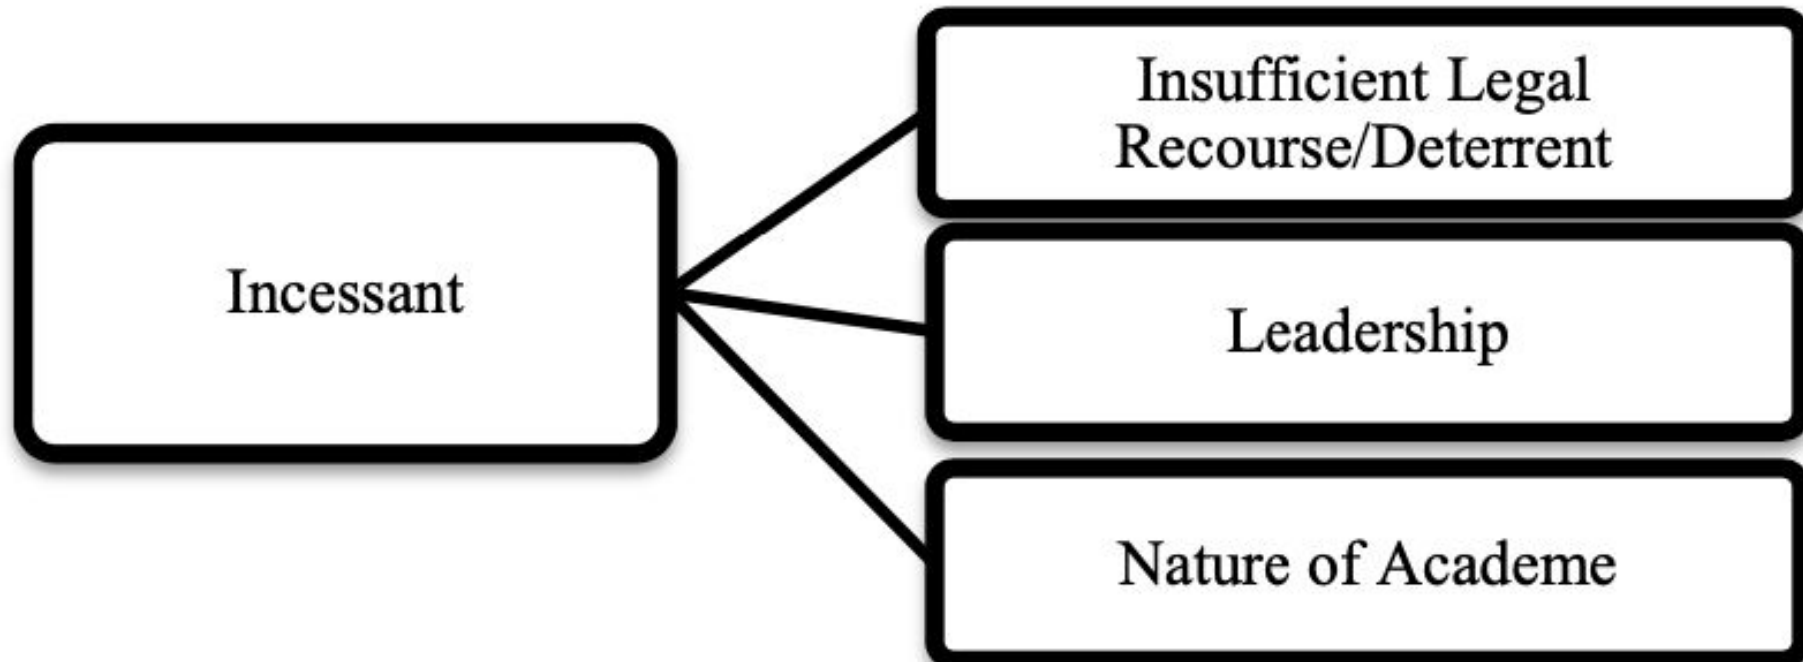 Incessant
Insufficient Legal
Recourse/Deterrent
Leadership
Nature of Academe